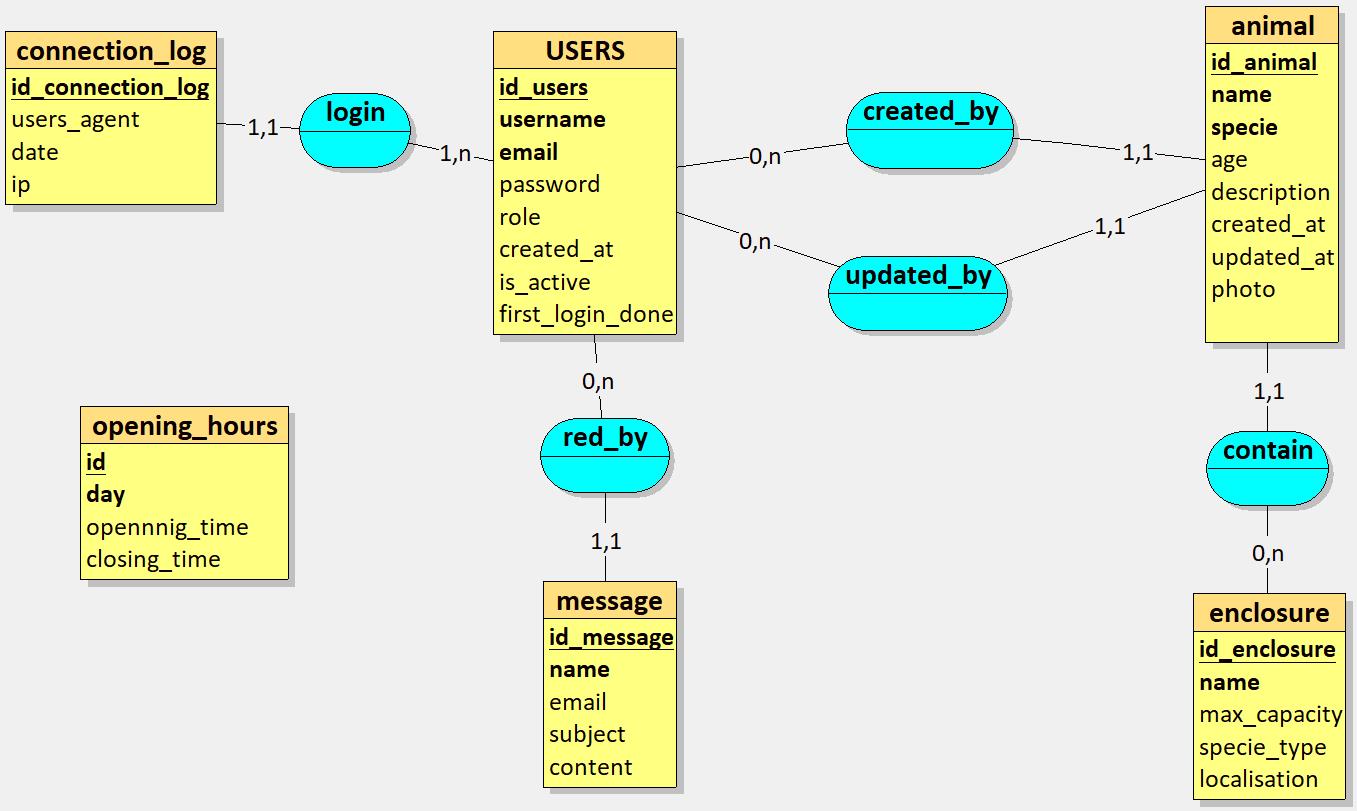 connection_log
id_connection_log
users_agent
date
ip
1,1
login
1,n
USERS
id_users
username
email
password
role
created_at
is_active
first_login_done
0,n
created_by
1,1
0,n
updated_by
1,1
animal
id_animal
name
specie
age
description
created_at
updated_at
photo
0,n
red_by
1,1
message
id_message
name
email
subject
content
opening_hours
id
day
opennnig_time
closing_time
1,1
contain
0,n
enclosure
id_enclosure
name
max_capacity
specie_type
localisation